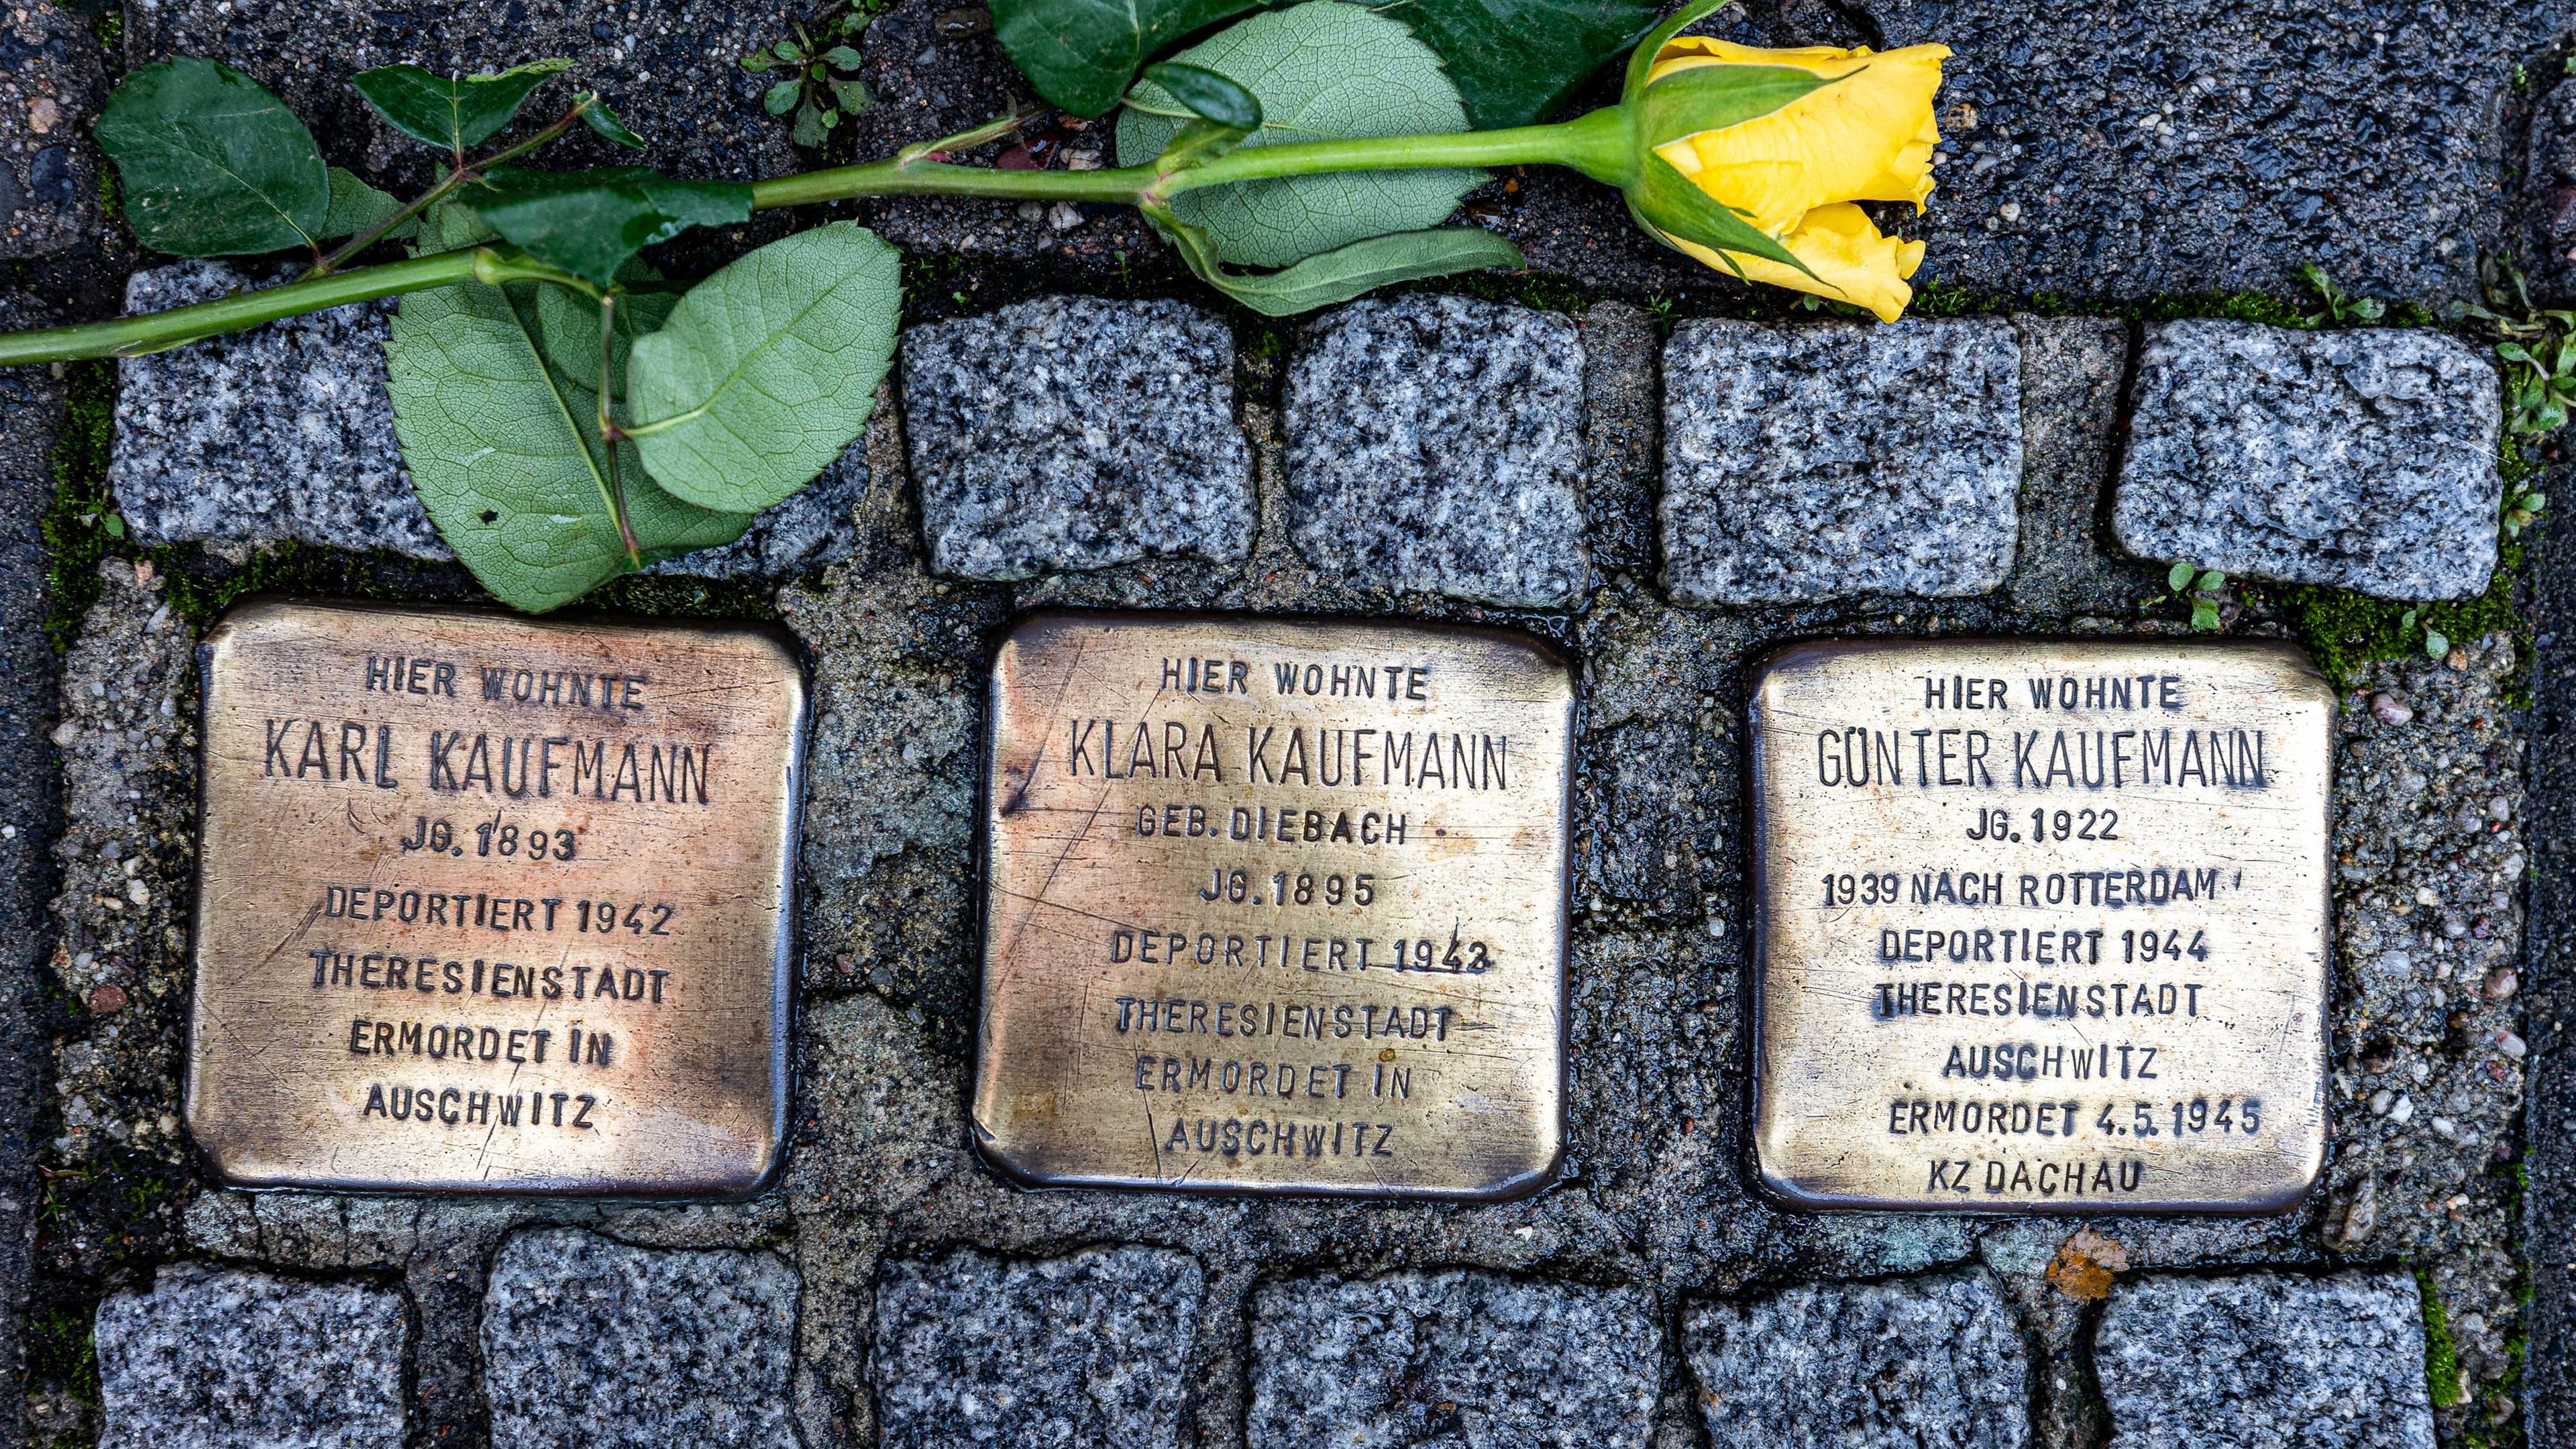 HIER WOHNTE
KARL KAUFMANN
JG. 1893
DEPORTIERT 1942
THERESIENSTADT
ERMORDET IN
AUSCHWITZ
HIER WOHNTE
KLARA KAUFMANN
GEB. DIEBACH
JG. 1895
DEPORTIERT 1942
THERESIENSTADT
ERMORDET IN
AUSCHWITZ
HIER WOHNTE
GÜNTER KAUFMANN
JG. 1922
1939 NACH ROTTERDAM
DEPORTIERT 1944
THERESIENSTADT
AUSCHWITZ
ERMORDET 4.5.1945
KZ DACHAU